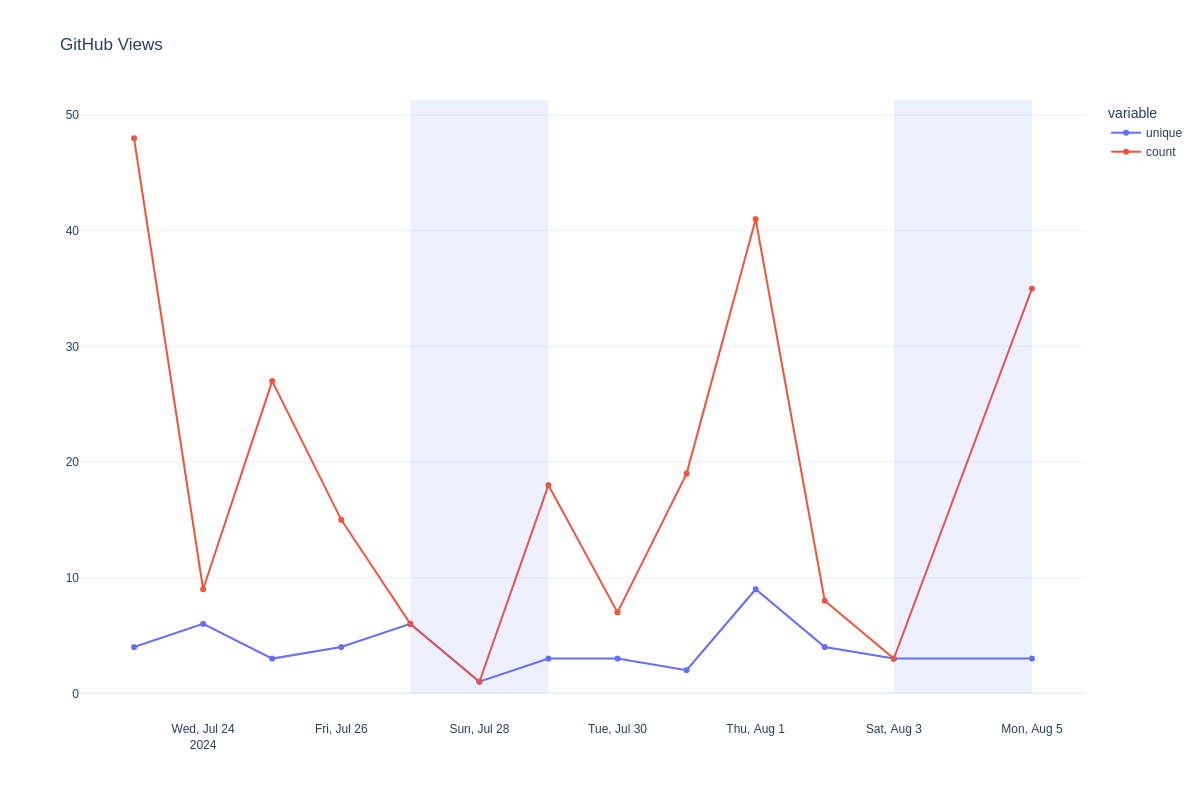 GitHub Views
50
40
30
20
10
0
Wed, Jul 24
2024
Fri, Jul 26
Sun, Jul 28
Tue, Jul 30
Thu, Aug 1
Sat, Aug 3
Mon, Aug 5
variable
unique
count